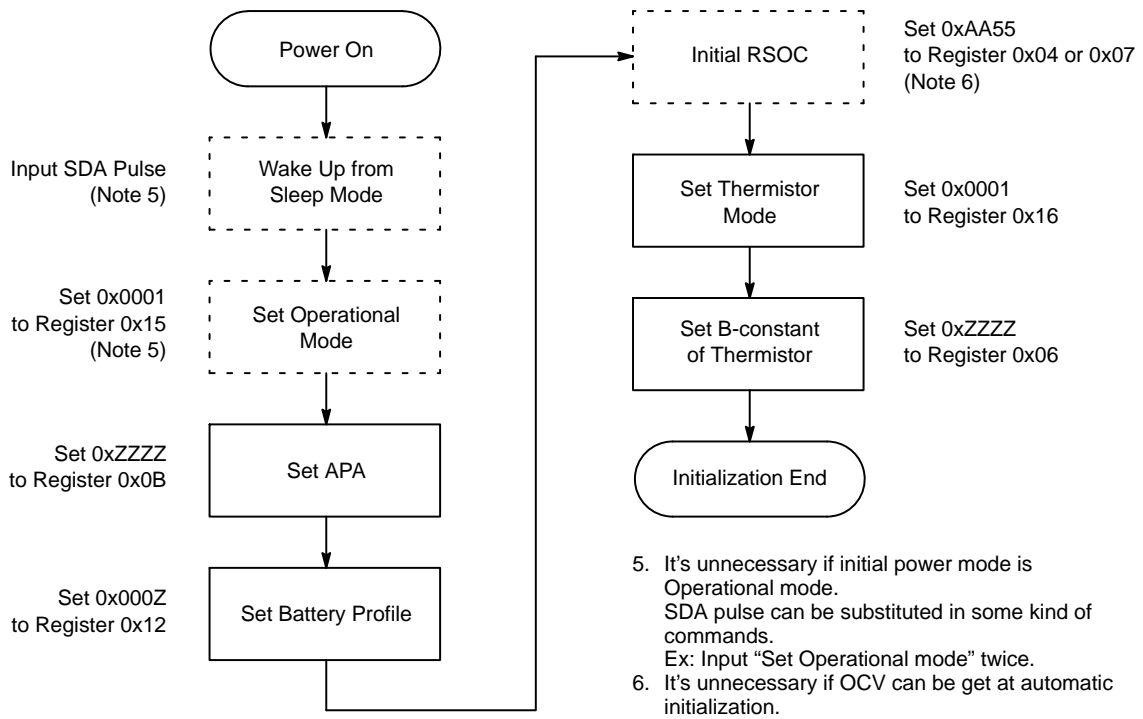 Power On
Input SDA Pulse
(Note 5)
Wake Up from
Sleep Mode
Set 0x0001
to Register 0x15
(Note 5)
Set Operational
Mode
Set 0xZZZZ
to Register 0x0B
Set APA
Set 0x000Z
to Register 0x12
Set Battery Profile
Initial RSOC
Set 0xAA55
to Register 0x04 or 0x07
(Note 6)
Set Thermistor
Mode
Set 0x0001
to Register 0x16
Set B-constant
of Thermistor
Set 0xZZZZ
to Register 0x06
Initialization End
5. It's unnecessary if initial power mode is
Operational mode.
SDA pulse can be substituted in some kind of
commands.
Ex: Input “Set Operational mode” twice.
6. It's unnecessary if OCV can be get at automatic
initialization.